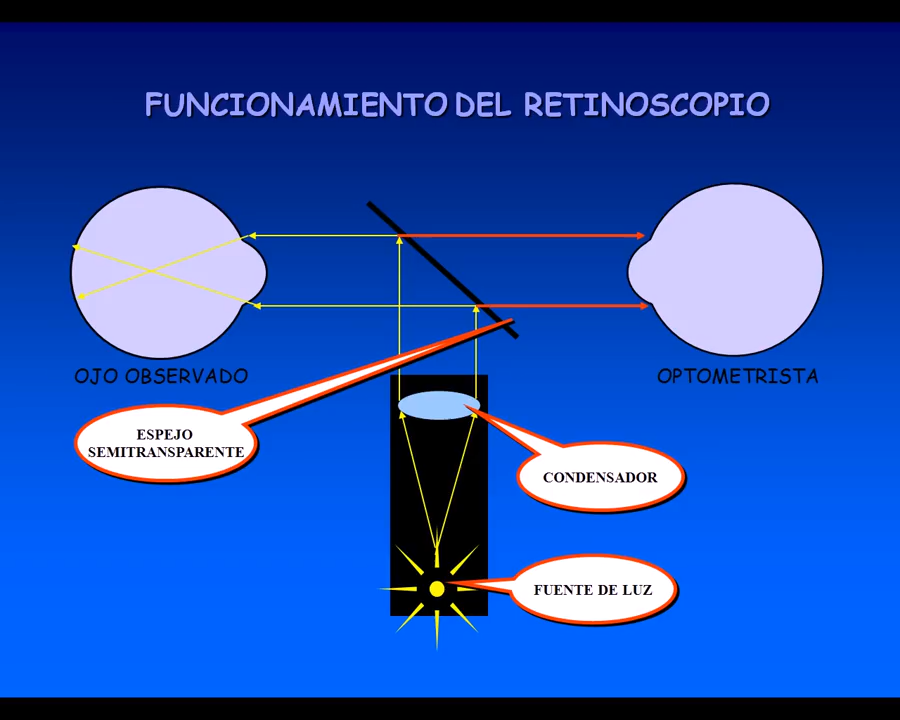 FUNCIONAMIENTO DEL RETINOSCOPIO
OJO OBSERVADO
OPTOMETRISTA
ESPEJO
SEMITRANSPARENTE
CONDENSADOR
FUENTE DE LUZ